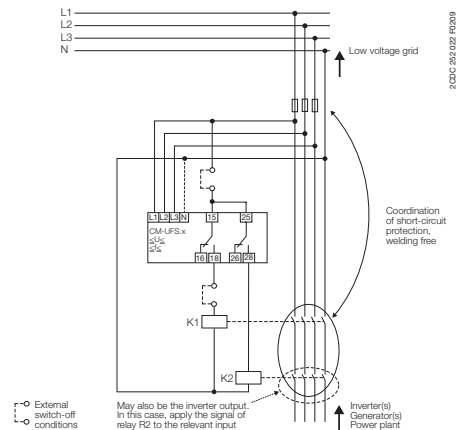 L1
L2
L3
N
Low voltage grid
2CDC 252 022 F0209
L1 L2 L3 N 15 25
CM-UFS.x
≤U≤
≤f≤
16 18 26 28
Coordination
of short-circuit
protection,
welding free
K1
K2
External
switch-off
conditions
May also be the inverter output.
In this case, apply the signal of
relay R2 to the relevant input
Inverter(s)
Generator(s)
Power plant